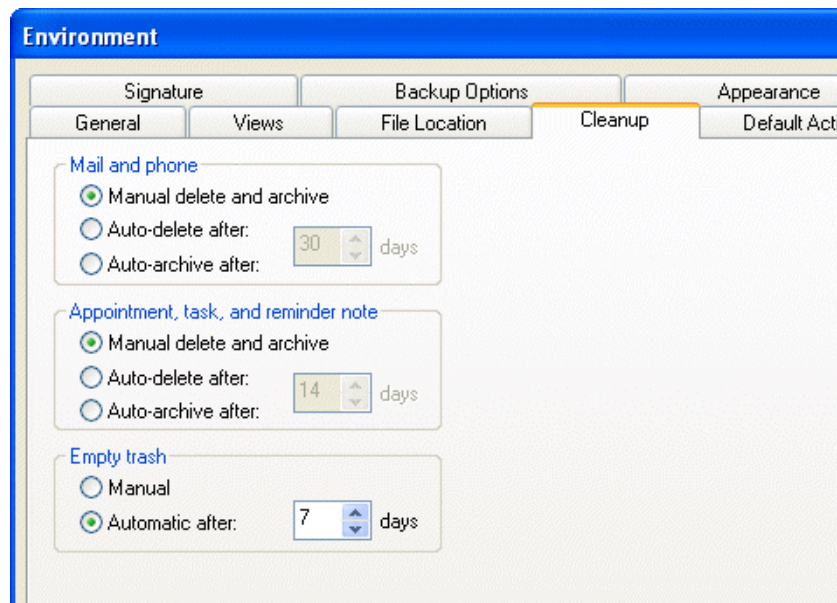 Environment
Signature Backup Options Appearance
General Views File Location Cleanup Default Act
Mail and phone
Manual delete and archive
Auto-delete after:
30 days
Auto-archive after:
Appointment, task, and reminder note
Manual delete and archive
Auto-delete after:
14 days
Auto-archive after:
Empty trash
Manual
Automatic after: 7 days